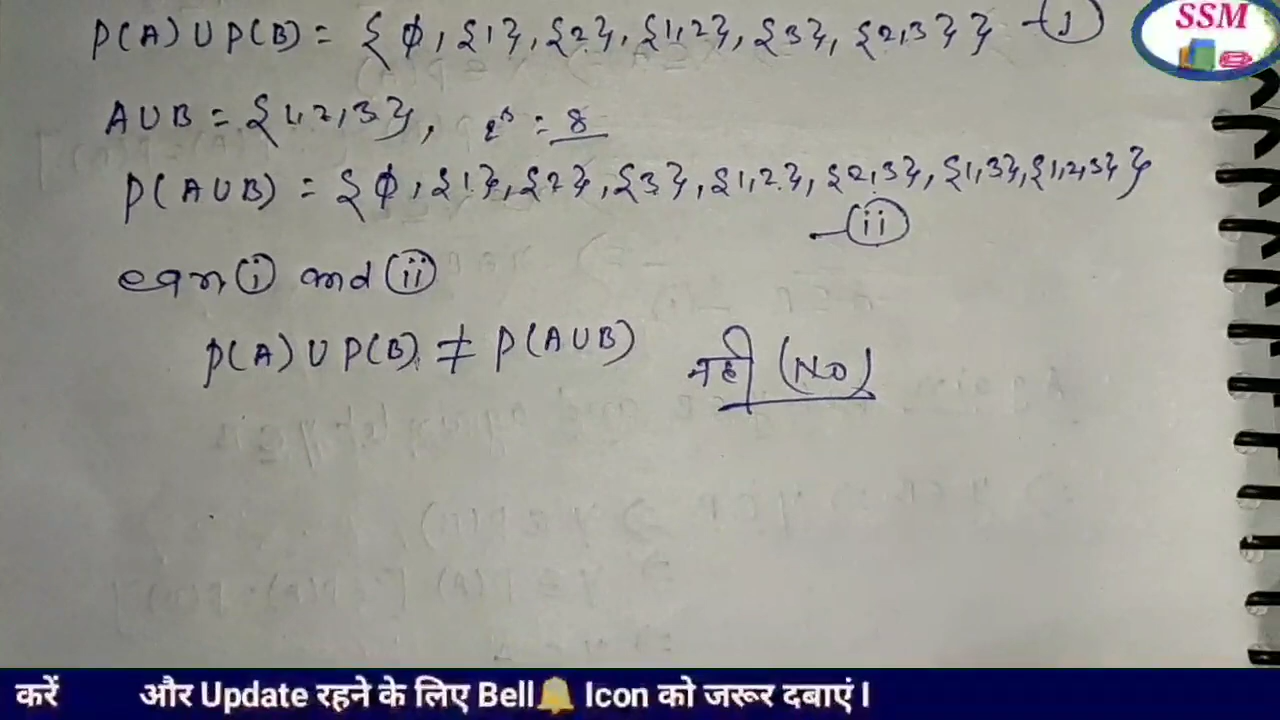 P(A) ∪ P(B) = { ϕ, {1}, {2}, {1,2}, {3}, {2,3} } - (i)
SSM
A ∪ B = {1,2,3}, 2ⁿ = 8
P(A∪B) = { ϕ, {1}, {2}, {3}, {1,2}, {2,3}, {1,3}, {1,2,3} }
- (ii)
eqn (i) and (ii)
P(A) ∪ P(B) ≠ P(A∪B) नहीं (No)
करें और Update रहने के लिए Bell🔔 Icon को जरूर दबाएं।